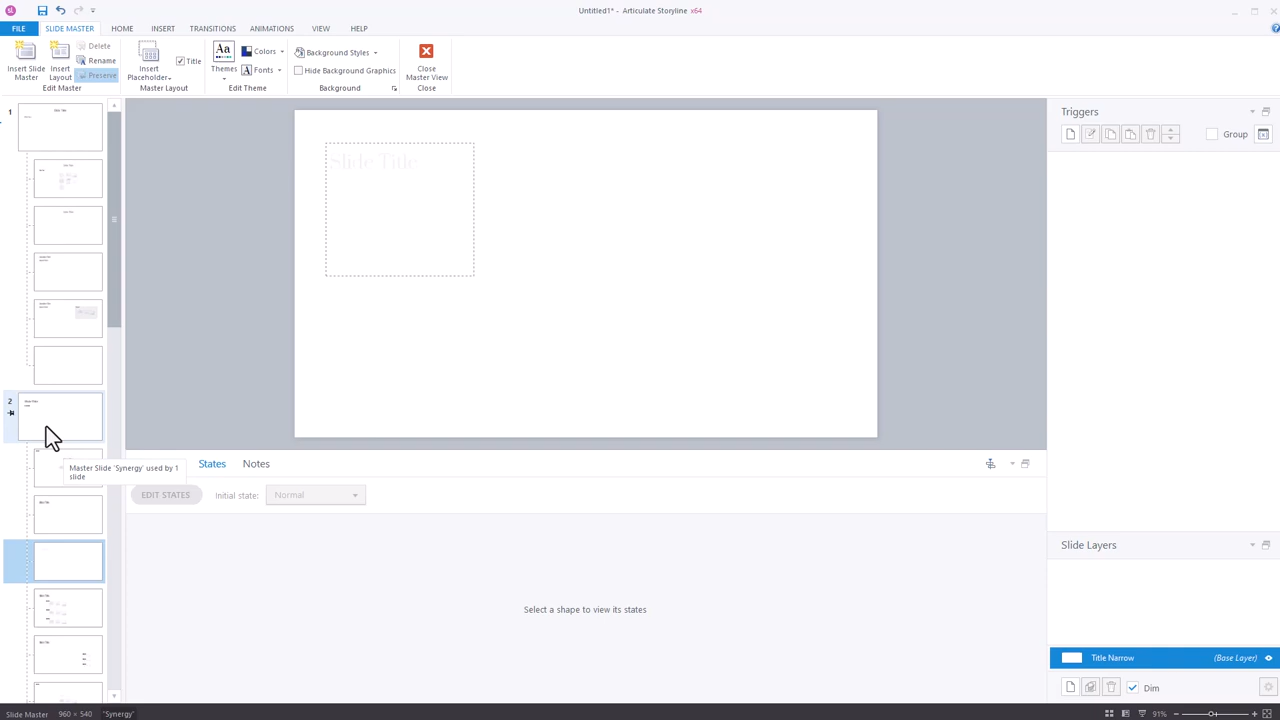 Untitled1* - Articulate Storyline x64
FILE SLIDE MASTER HOME INSERT TRANSITIONS ANIMATIONS VIEW HELP
Insert Slide Master
Insert Layout
Delete
Rename
Preserve
Edit Master
Insert Placeholder
Title
Master Layout
Aa
Themes
Colors
Fonts
Edit Theme
Background Styles
Hide Background Graphics
Background
Close Master View
Close
1
Slide Title
2
Master Slide 'Synergy' used by 1
slide
Slide Title
States Notes
EDIT STATES Initial state: Normal
Select a shape to view its states
Triggers
Group
Slide Layers
Title Narrow (Base Layer)
Dim
Slide Master 960 × 540 "Synergy" 91%